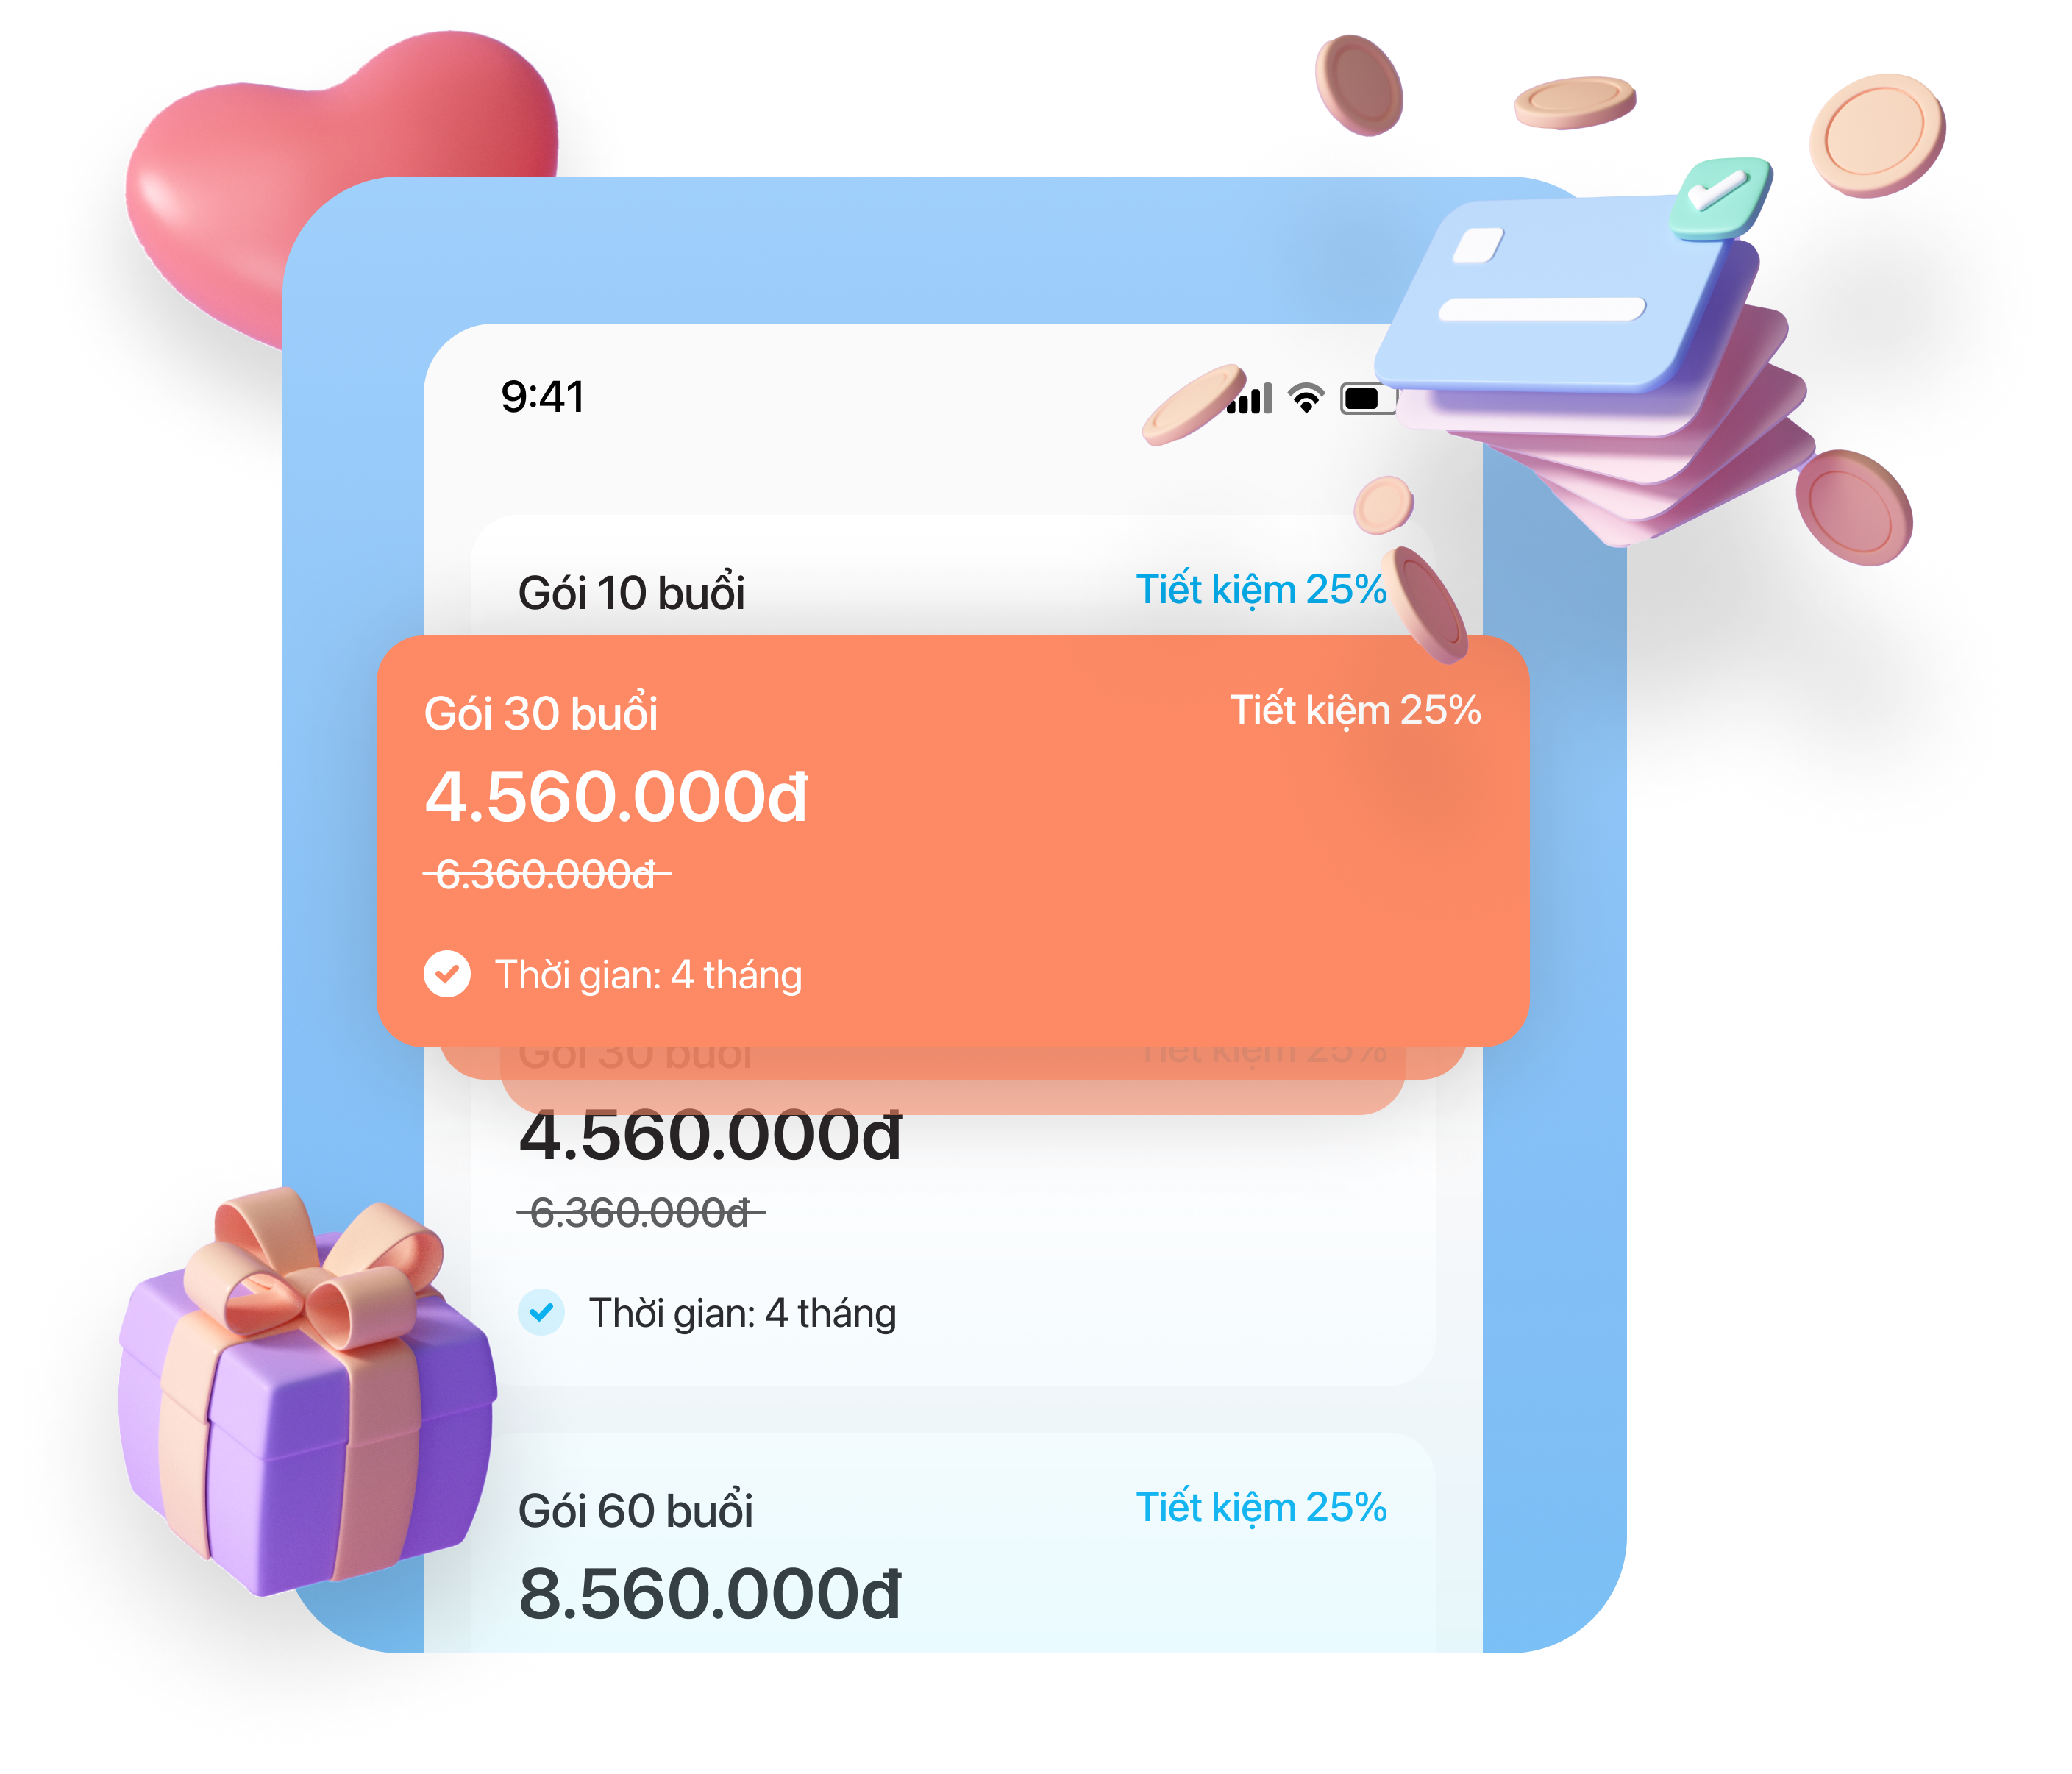 9:41
Gói 10 buổi
Tiết kiệm 25%
Gói 30 buổi
Tiết kiệm 25%
4.560.000đ
6.360.000đ
Thời gian: 4 tháng
Gói 30 buổi
Tiết kiệm 25%
4.560.000đ
6.360.000đ
Thời gian: 4 tháng
Gói 60 buổi
Tiết kiệm 25%
8.560.000đ